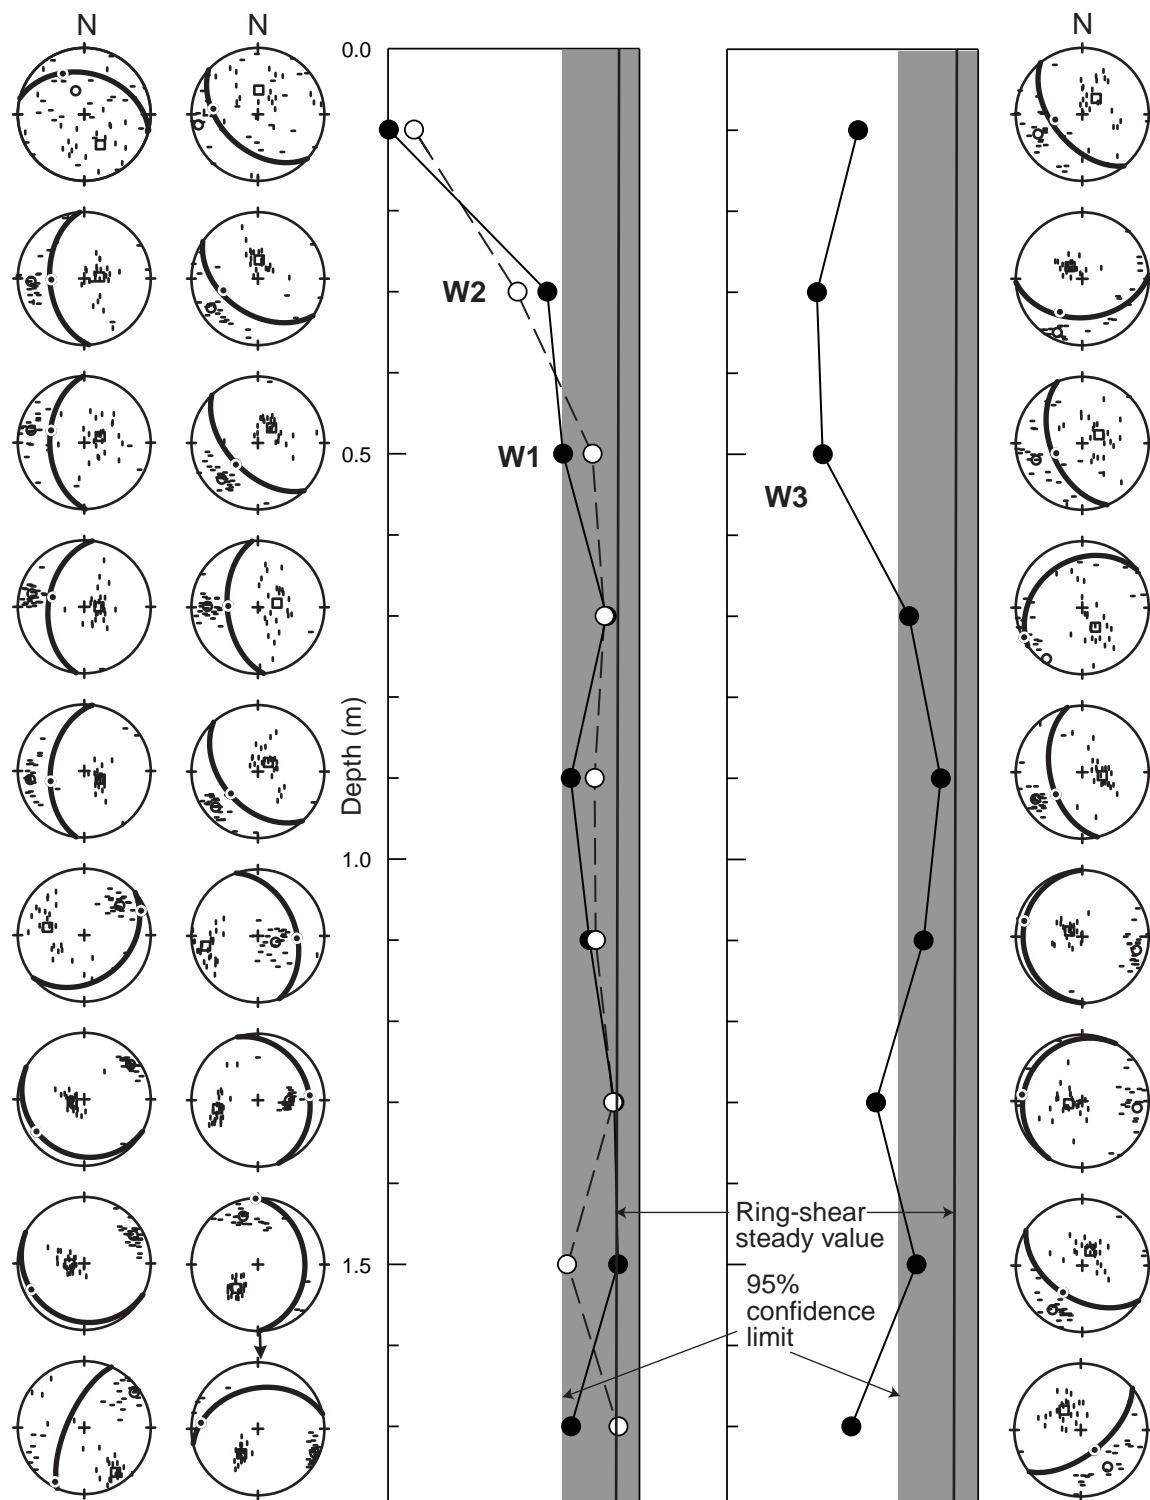 N
N
N
0.0
W2
W1
0.5
W3
Depth (m)
1.0
Ring-shear
steady value
1.5
95%
confidence
limit